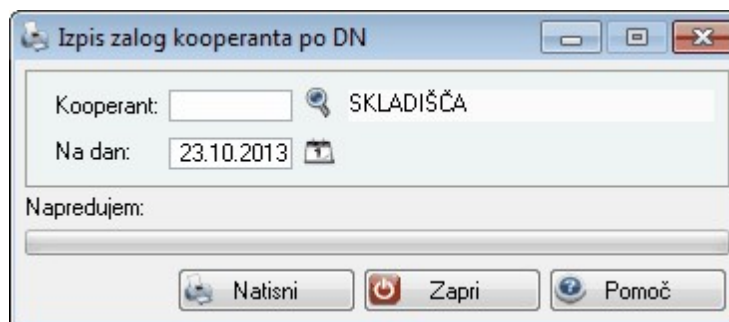 Izpis zalog kooperanta po DN
Kooperant: SKLADIŠČA
Na dan: 23.10.2013
Napredujem:
Natisni Zapri Pomoč